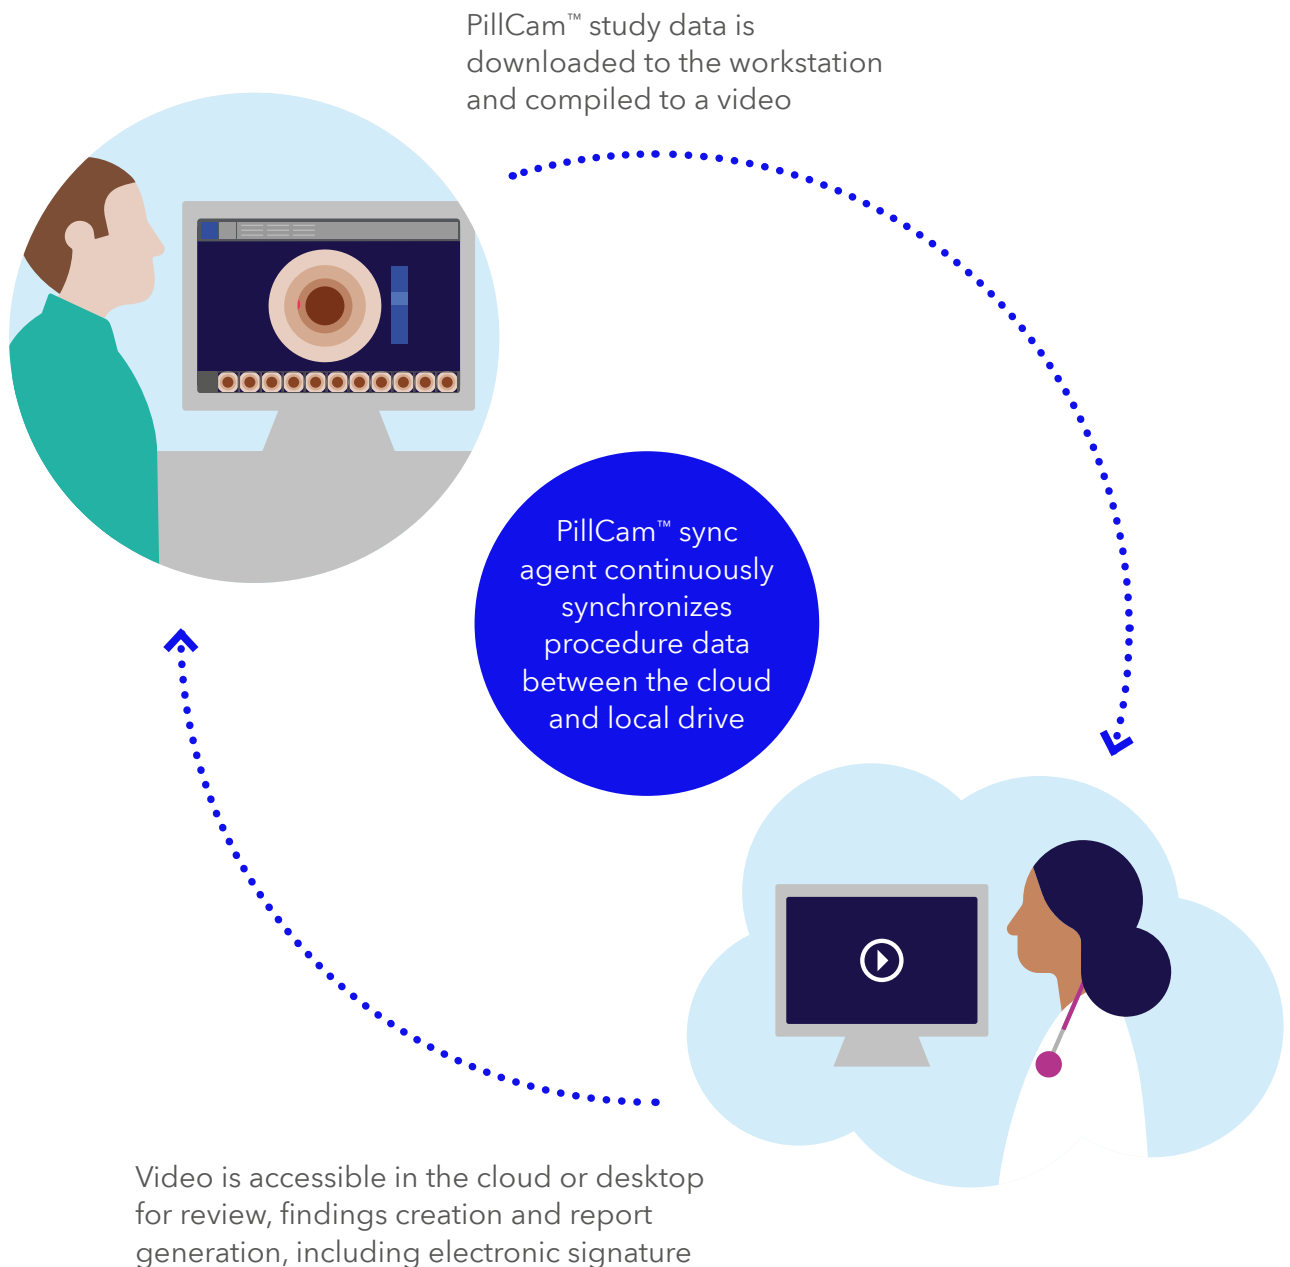 PillCam™ study data is
downloaded to the workstation
and compiled to a video
PillCam™ sync
agent continuously
synchronizes
procedure data
between the cloud
and local drive
Video is accessible in the cloud or desktop
for review, findings creation and report
generation, including electronic signature